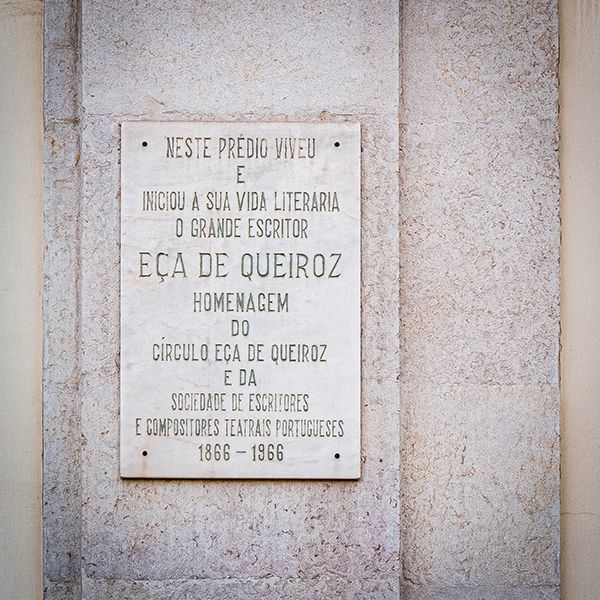 NESTE PRÉDIO VIVEU
E
INICIOU A SUA VIDA LITERÁRIA
O GRANDE ESCRITOR
EÇA DE QUEIROZ
HOMENAGEM
DO
CÍRCULO EÇA DE QUEIROZ
E DA
SOCIEDADE DE ESCRITORES
E COMPOSITORES TEATRAIS PORTUGUESES
1866 – 1966